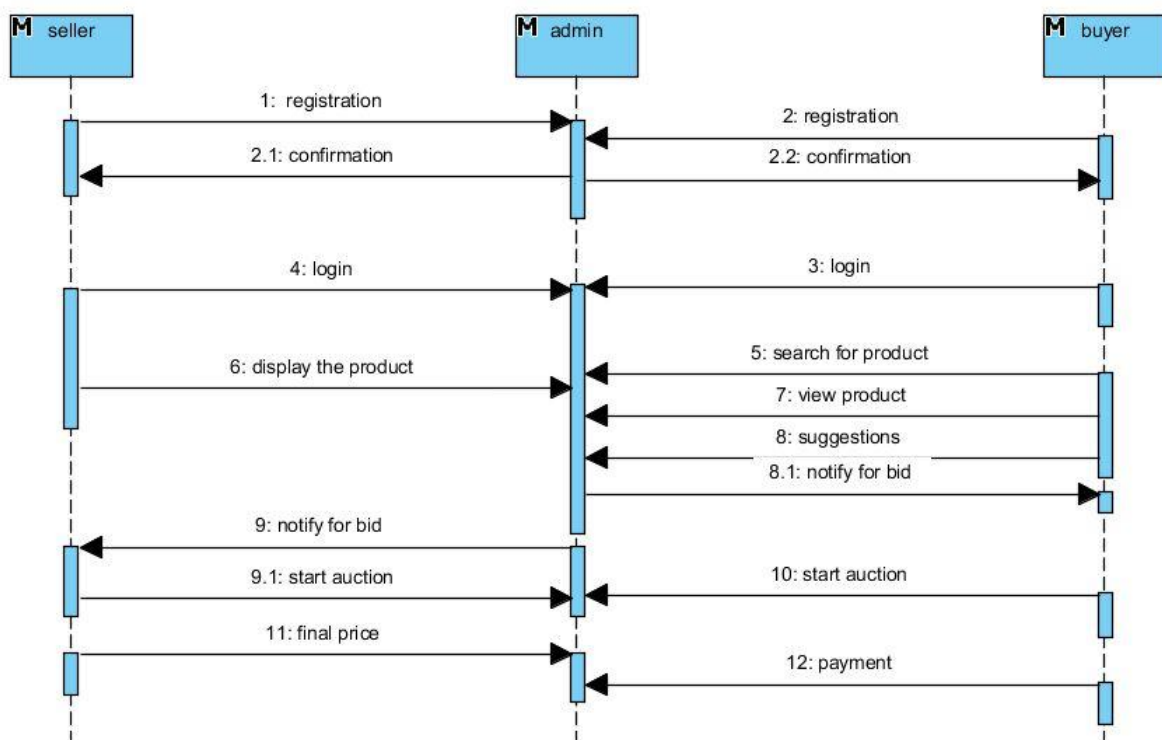 M seller
M admin
M buyer
1: registration
2: registration
2.1: confirmation
2.2: confirmation
4: login
3: login
5: search for product
6: display the product
7: view product
8: suggestions
8.1: notify for bid
9: notify for bid
9.1: start auction
10: start auction
11: final price
12: payment